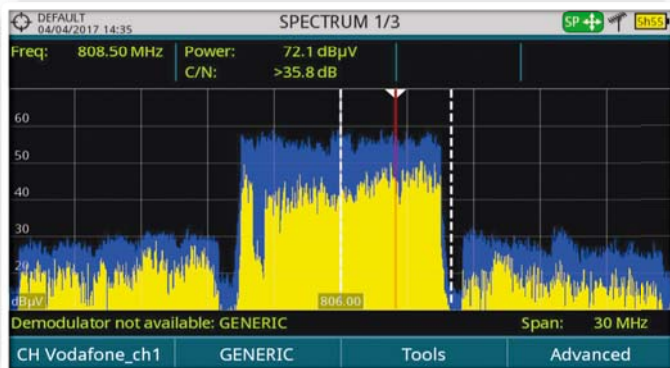 DEFAULT
04/04/2017 14:35
SPECTRUM 1/3
SP
5h55
Freq: 808.50 MHz Power: 72.1 dBµV
C/N: >35.8 dB
60
50
40
30
20
dBµV
806.00
Demodulator not available: GENERIC Span: 30 MHz
CH Vodafone_ch1 GENERIC Tools Advanced